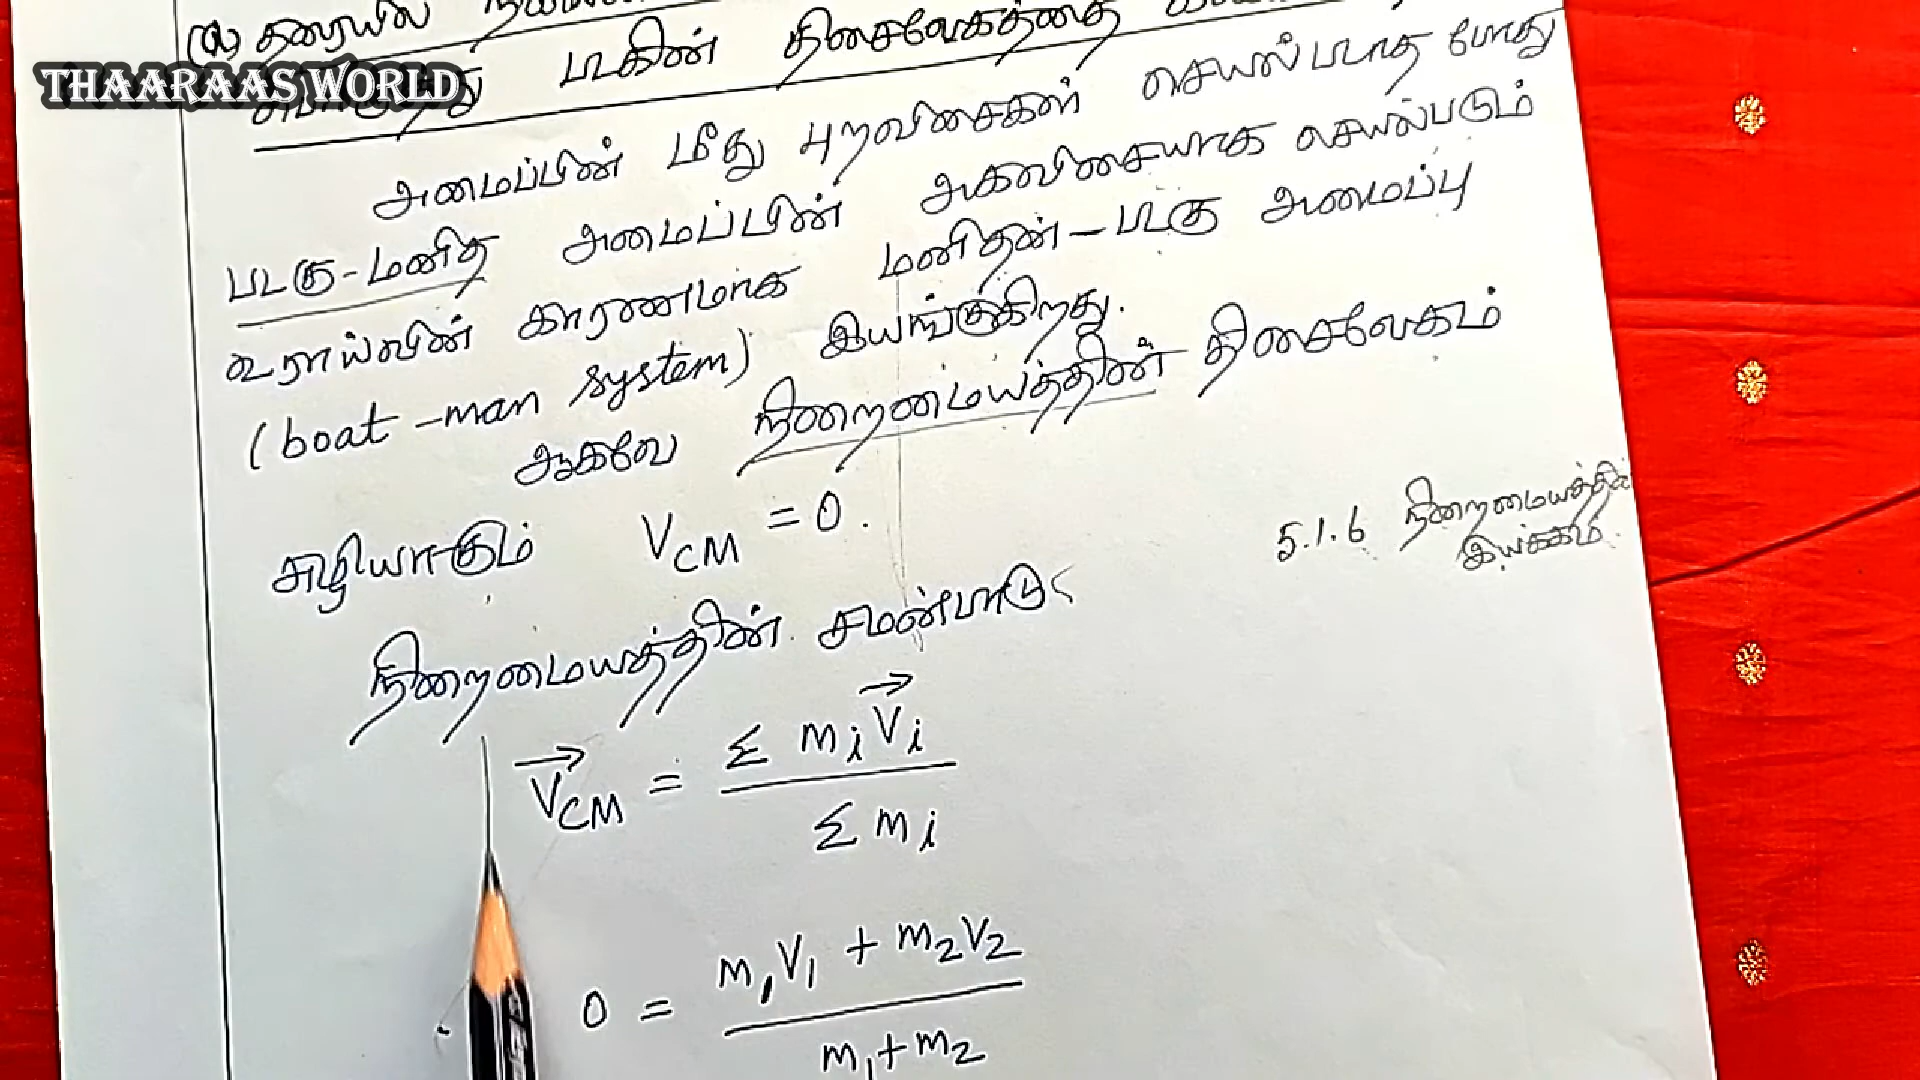 (a) தரையில்
THAARAAS WORLD
படகின் திசைவேகத்தை
அமைப்பின் மீது புறவிசைகள் செயல்படாத போது
படகு-மனித அமைப்பின் அகவிசையாக செயல்படும்
உராய்வின் காரணமாக மனிதன்-படகு அமைப்பு
(boat-man system) இயங்குகிறது.
ஆகவே நிறைமையத்தின் திசைவேகம்
சுழியாகும் V_CM = 0.
5.1.6 நிறைமையத்தின்
இயக்கம்.
நிறைமையத்தின் சமன்பாடு
V⃗_CM = Σ m_i V⃗_i / Σ m_i
0 = m₁V₁ + m₂V₂ / m₁+m₂